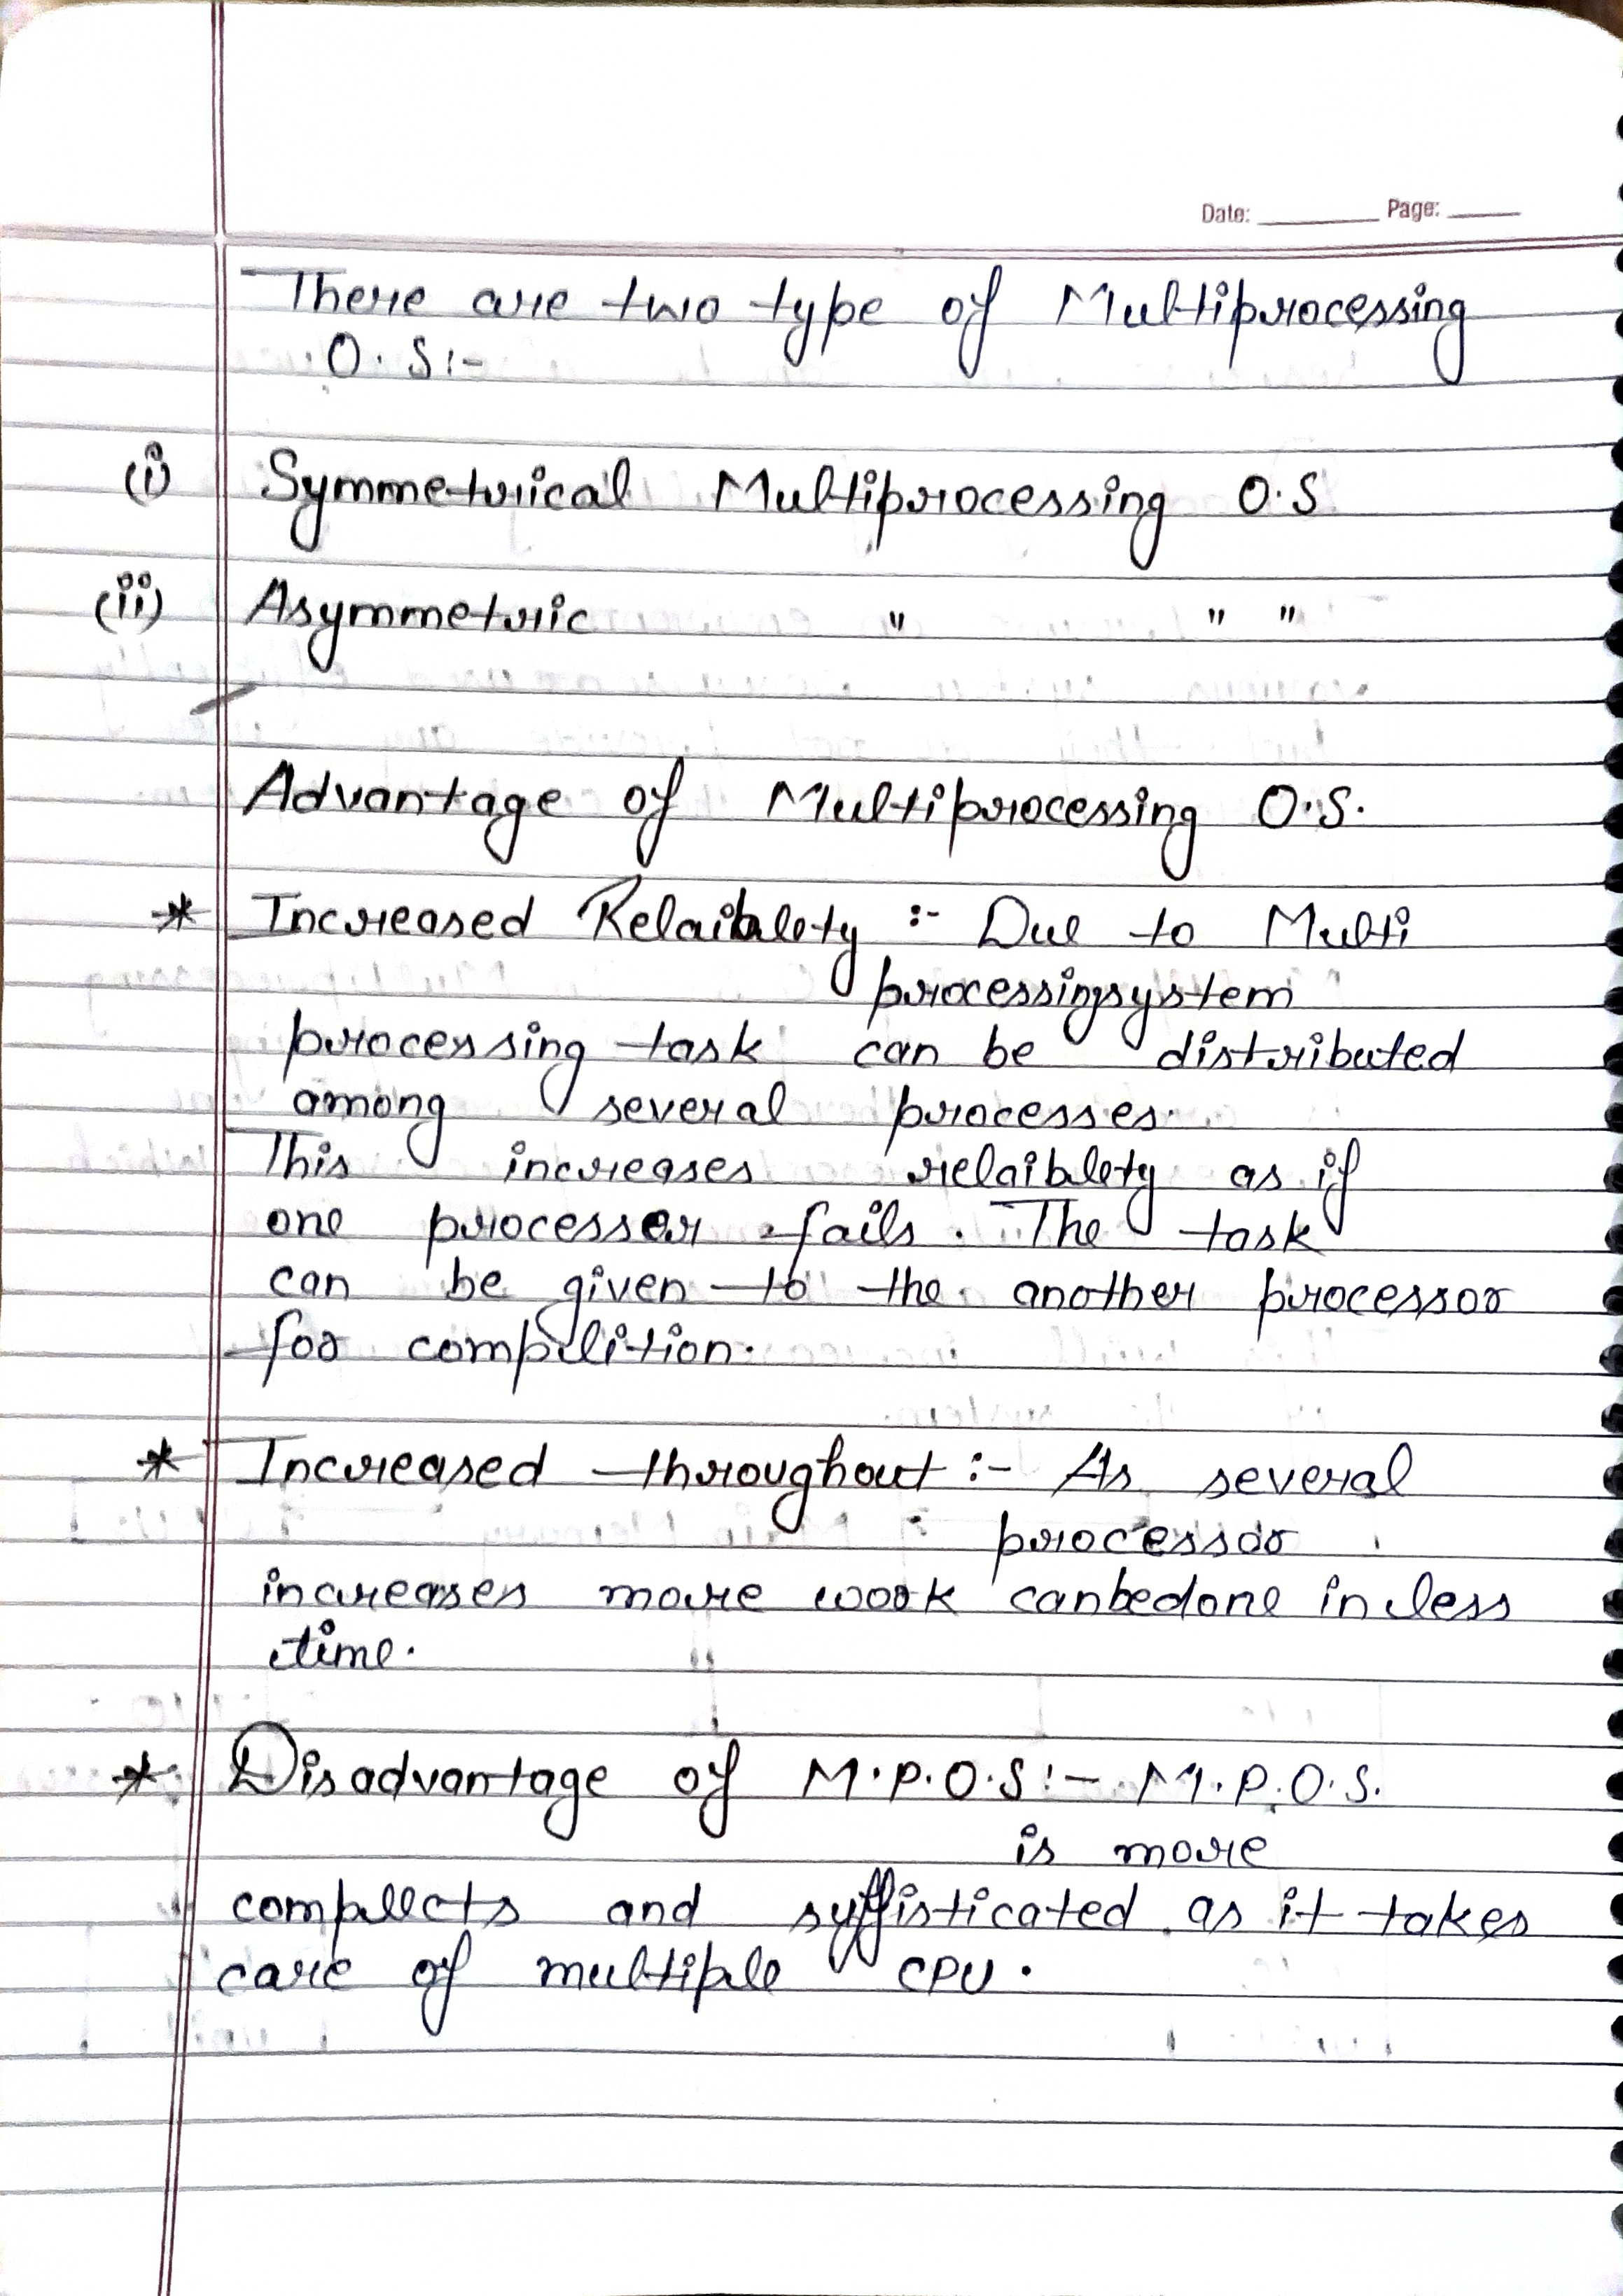 Date: Page:
There are two type of Multiprocessing
O.S:-
(i) Symmetrical Multiprocessing O.S
(ii) Asymmetric " " "
Advantage of Multiprocessing O.S.
* Increased Relaiblety :- Due to Multi
processingsystem
processing task can be distributed
among several processes.
This increases relaiblety as if
one processer fails. The task
can be given to the another processor
for complition.
* Increased throughout :- As several
processor
increases more work canbedone in less
time.
* Disadvantage of M.P.O.S:- M.P.O.S.
is more
complects and syffisticated as it takes
care of multiple CPU.